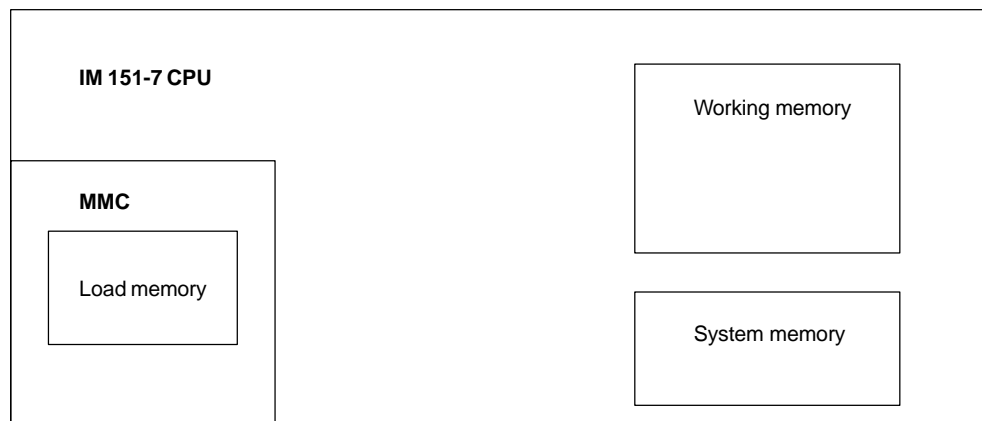 IM 151-7 CPU
Working memory
MMC
Load memory
System memory